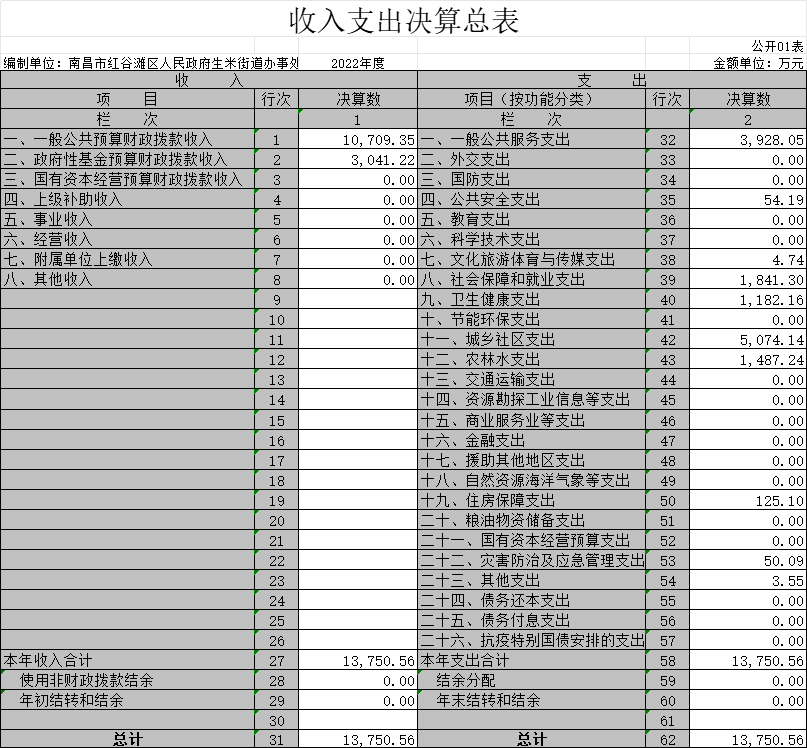 收入支出决算总表
公开01表
编制单位：南昌市红谷滩区人民政府生米街道办事处 2022年度 金额单位：万元
收 入 支 出
项 目 行次 决算数 项目（按功能分类） 行次 决算数
栏 次 1 栏 次 2
一、一般公共预算财政拨款收入 1 10,709.35 一、一般公共服务支出 32 3,928.05
二、政府性基金预算财政拨款收入 2 3,041.22 二、外交支出 33 0.00
三、国有资本经营预算财政拨款收入 3 0.00 三、国防支出 34 0.00
四、上级补助收入 4 0.00 四、公共安全支出 35 54.19
五、事业收入 5 0.00 五、教育支出 36 0.00
六、经营收入 6 0.00 六、科学技术支出 37 0.00
七、附属单位上缴收入 7 0.00 七、文化旅游体育与传媒支出 38 4.74
八、其他收入 8 0.00 八、社会保障和就业支出 39 1,841.30
9 九、卫生健康支出 40 1,182.16
10 十、节能环保支出 41 0.00
11 十一、城乡社区支出 42 5,074.14
12 十二、农林水支出 43 1,487.24
13 十三、交通运输支出 44 0.00
14 十四、资源勘探工业信息等支出 45 0.00
15 十五、商业服务业等支出 46 0.00
16 十六、金融支出 47 0.00
17 十七、援助其他地区支出 48 0.00
18 十八、自然资源海洋气象等支出 49 0.00
19 十九、住房保障支出 50 125.10
20 二十、粮油物资储备支出 51 0.00
21 二十一、国有资本经营预算支出 52 0.00
22 二十二、灾害防治及应急管理支出 53 50.09
23 二十三、其他支出 54 3.55
24 二十四、债务还本支出 55 0.00
25 二十五、债务付息支出 56 0.00
26 二十六、抗疫特别国债安排的支出 57 0.00
本年收入合计 27 13,750.56 本年支出合计 58 13,750.56
使用非财政拨款结余 28 0.00 结余分配 59 0.00
年初结转和结余 29 0.00 年末结转和结余 60 0.00
30 61
总计 31 13,750.56 总计 62 13,750.56